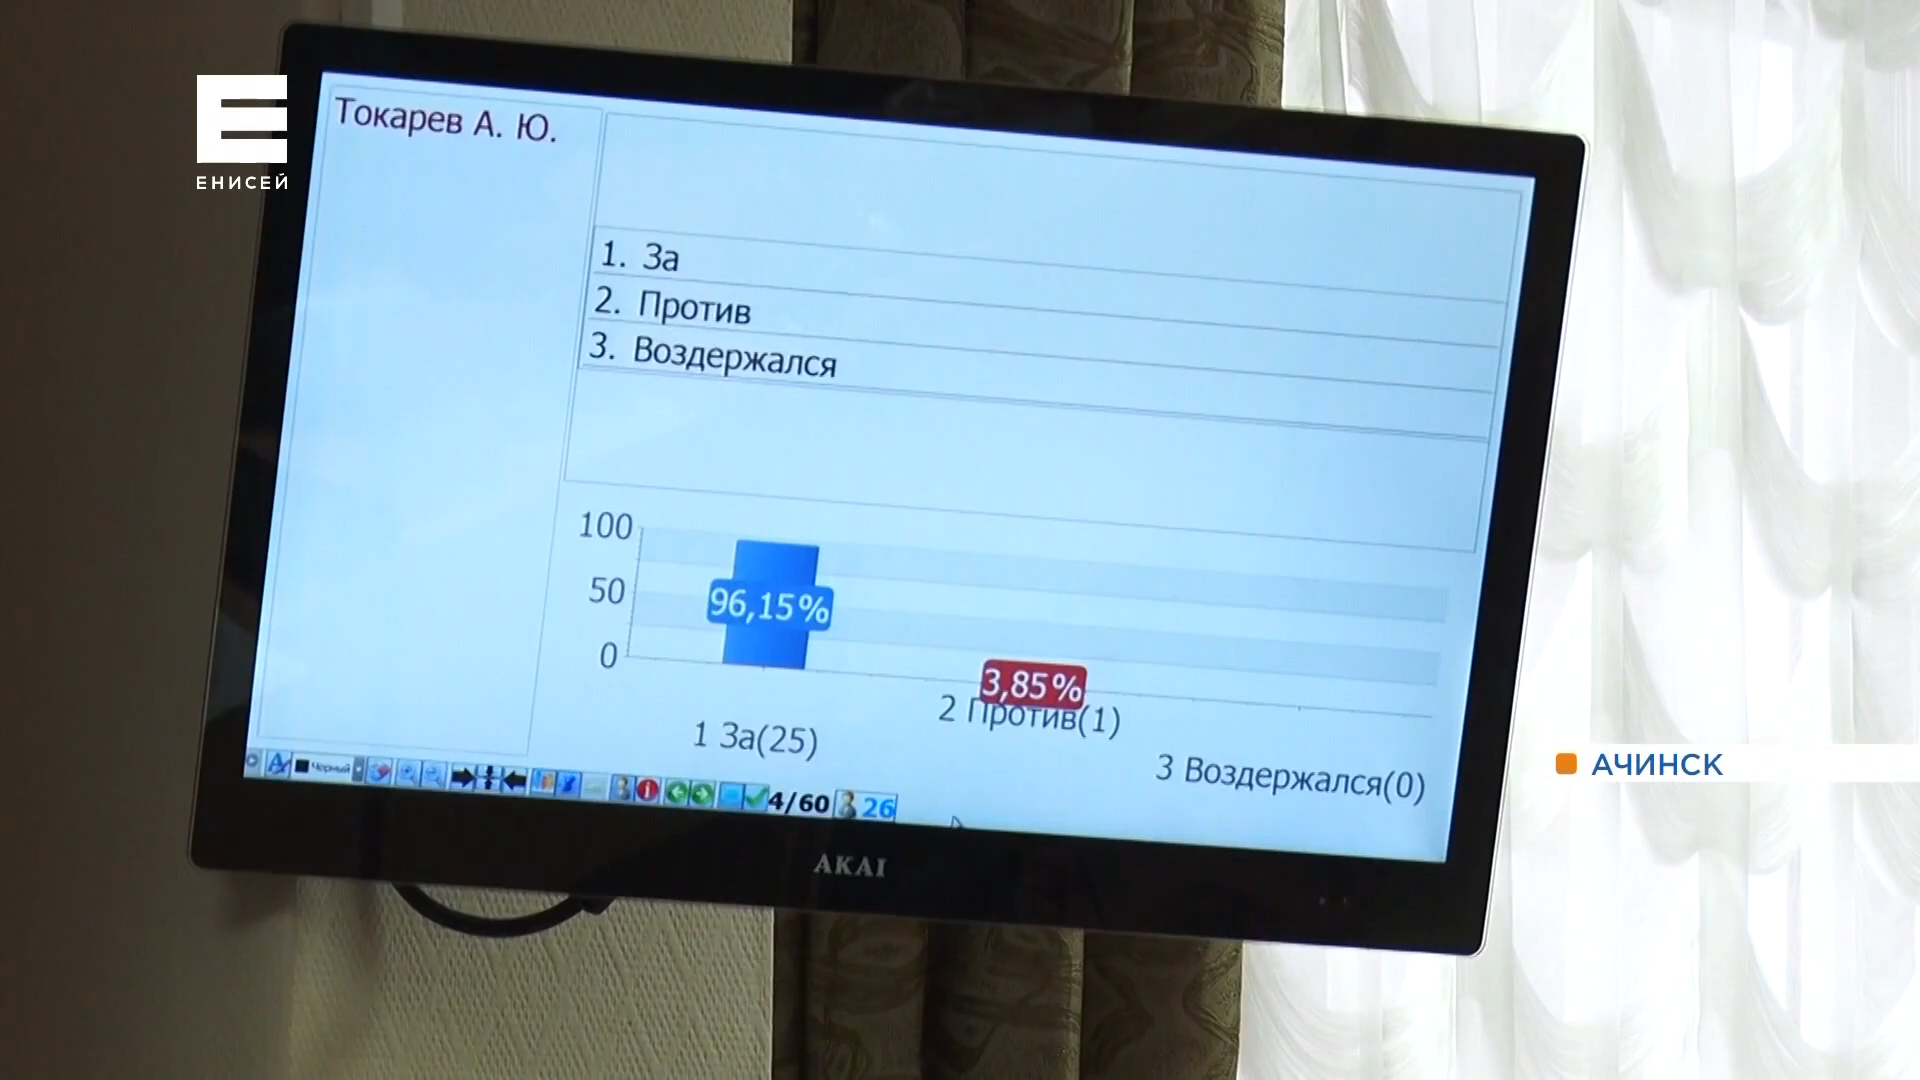 ЕНИСЕЙ
Токарев А. Ю.
1. За
2. Против
3. Воздержался
100
50
0
96,15%
3,85%
1 За(25)
2 Против(1)
3 Воздержался(0)
Черный
4/60
26
AKAI
АЧИНСК